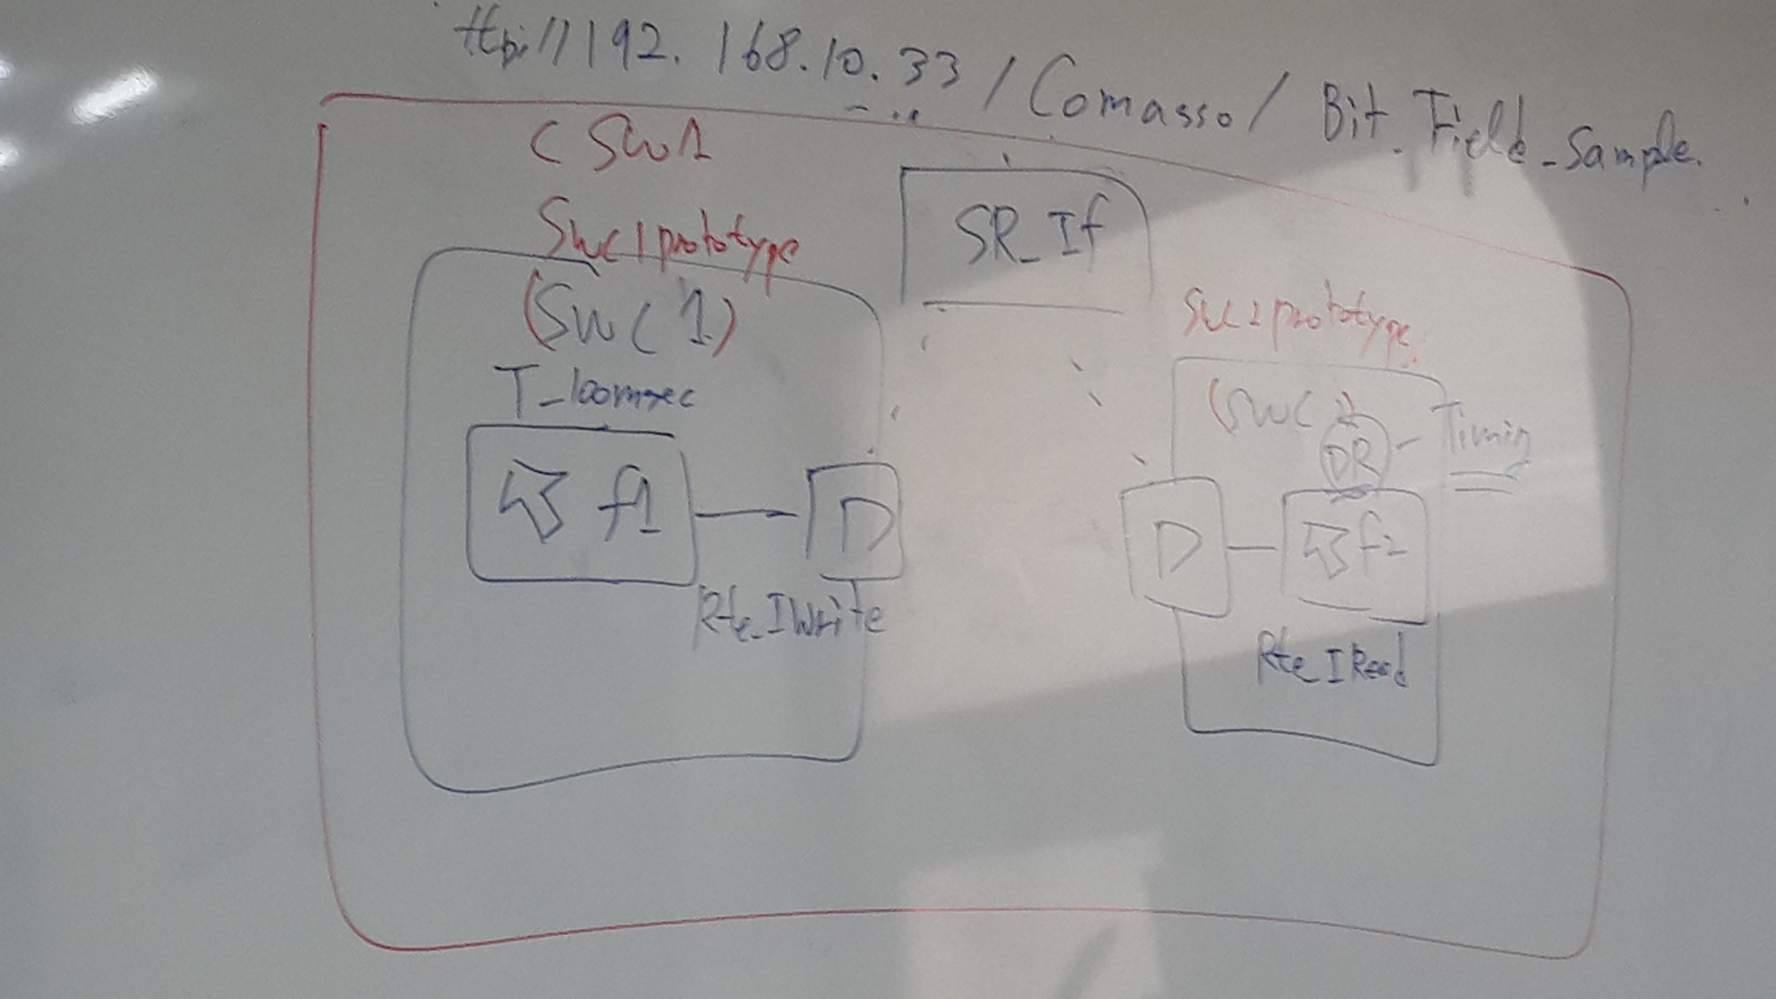 ttp://192.168.10.33/Comasso/Bit_Field_Sample.
CSW1
SWC1prototype
SR_If
(SWC1)
SWC2prototype
T_100msec
(SWC2)
DR
Timing
f1
D
D
f2
Rte_IWrite
Rte_IRead